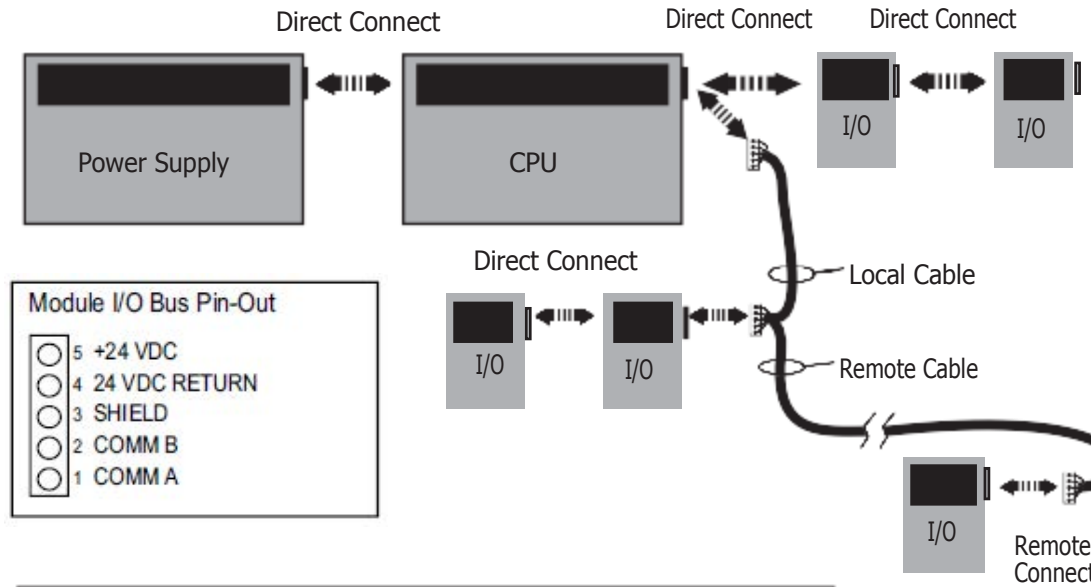 Direct Connect
Direct Connect
Direct Connect
Power Supply
CPU
I/O
I/O
Direct Connect
Local Cable
I/O
I/O
Remote Cable
Module I/O Bus Pin-Out
5 +24 VDC
4 24 VDC RETURN
3 SHIELD
2 COMM B
1 COMM A
I/O
Remote
Connect